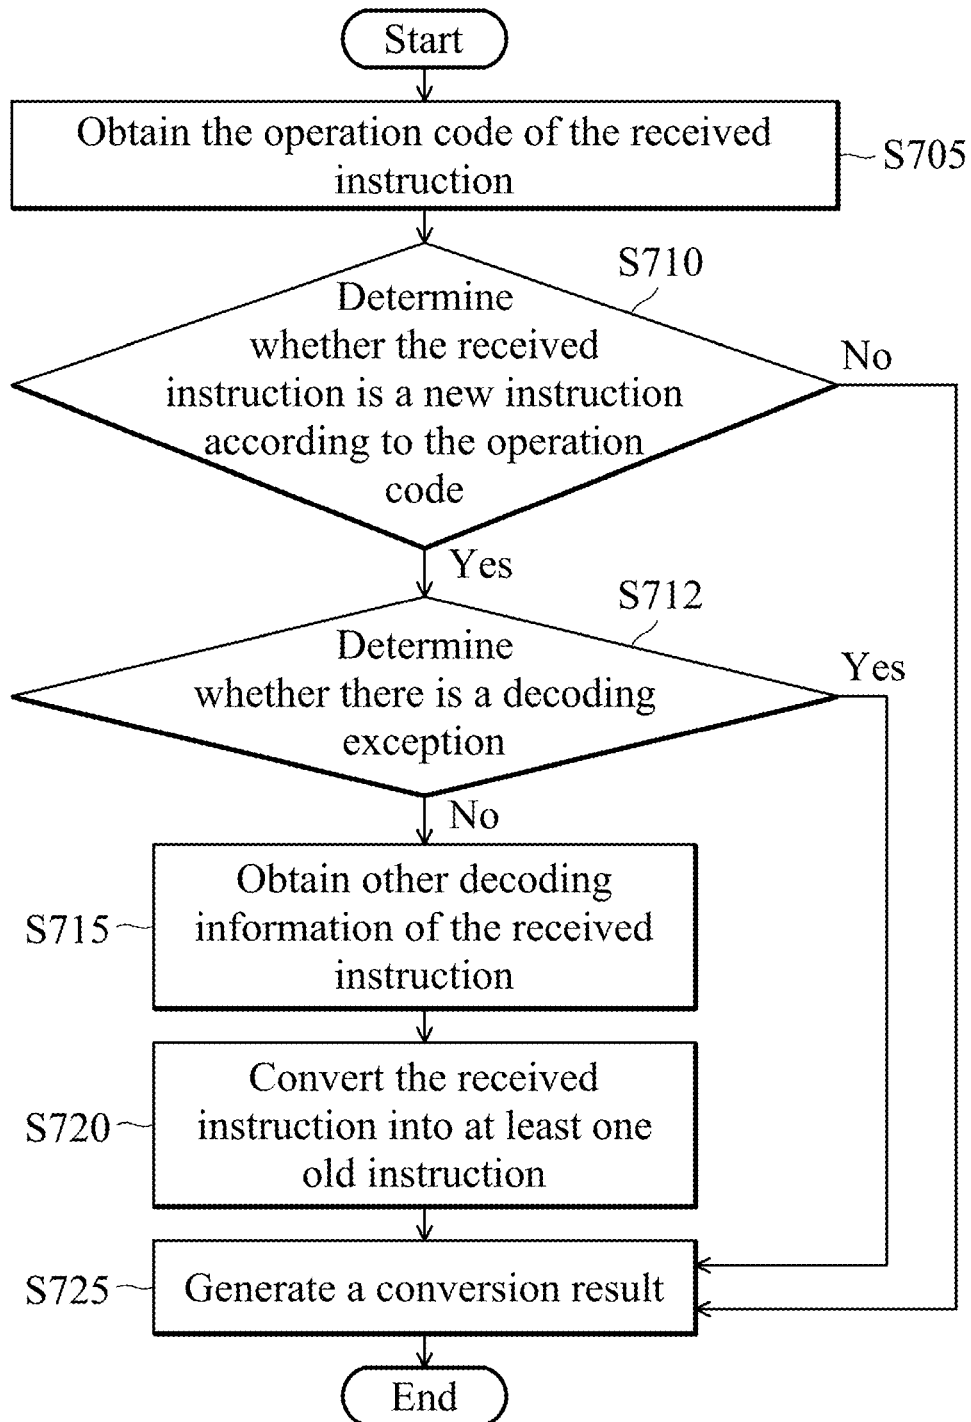 Start
Obtain the operation code of the received
instruction
S705
S710
Determine
whether the received
instruction is a new instruction
according to the operation
code
No
Yes
S712
Determine
whether there is a decoding
exception
Yes
No
Obtain other decoding
information of the received
instruction
S715
Convert the received
instruction into at least one
old instruction
S720
Generate a conversion result
S725
End